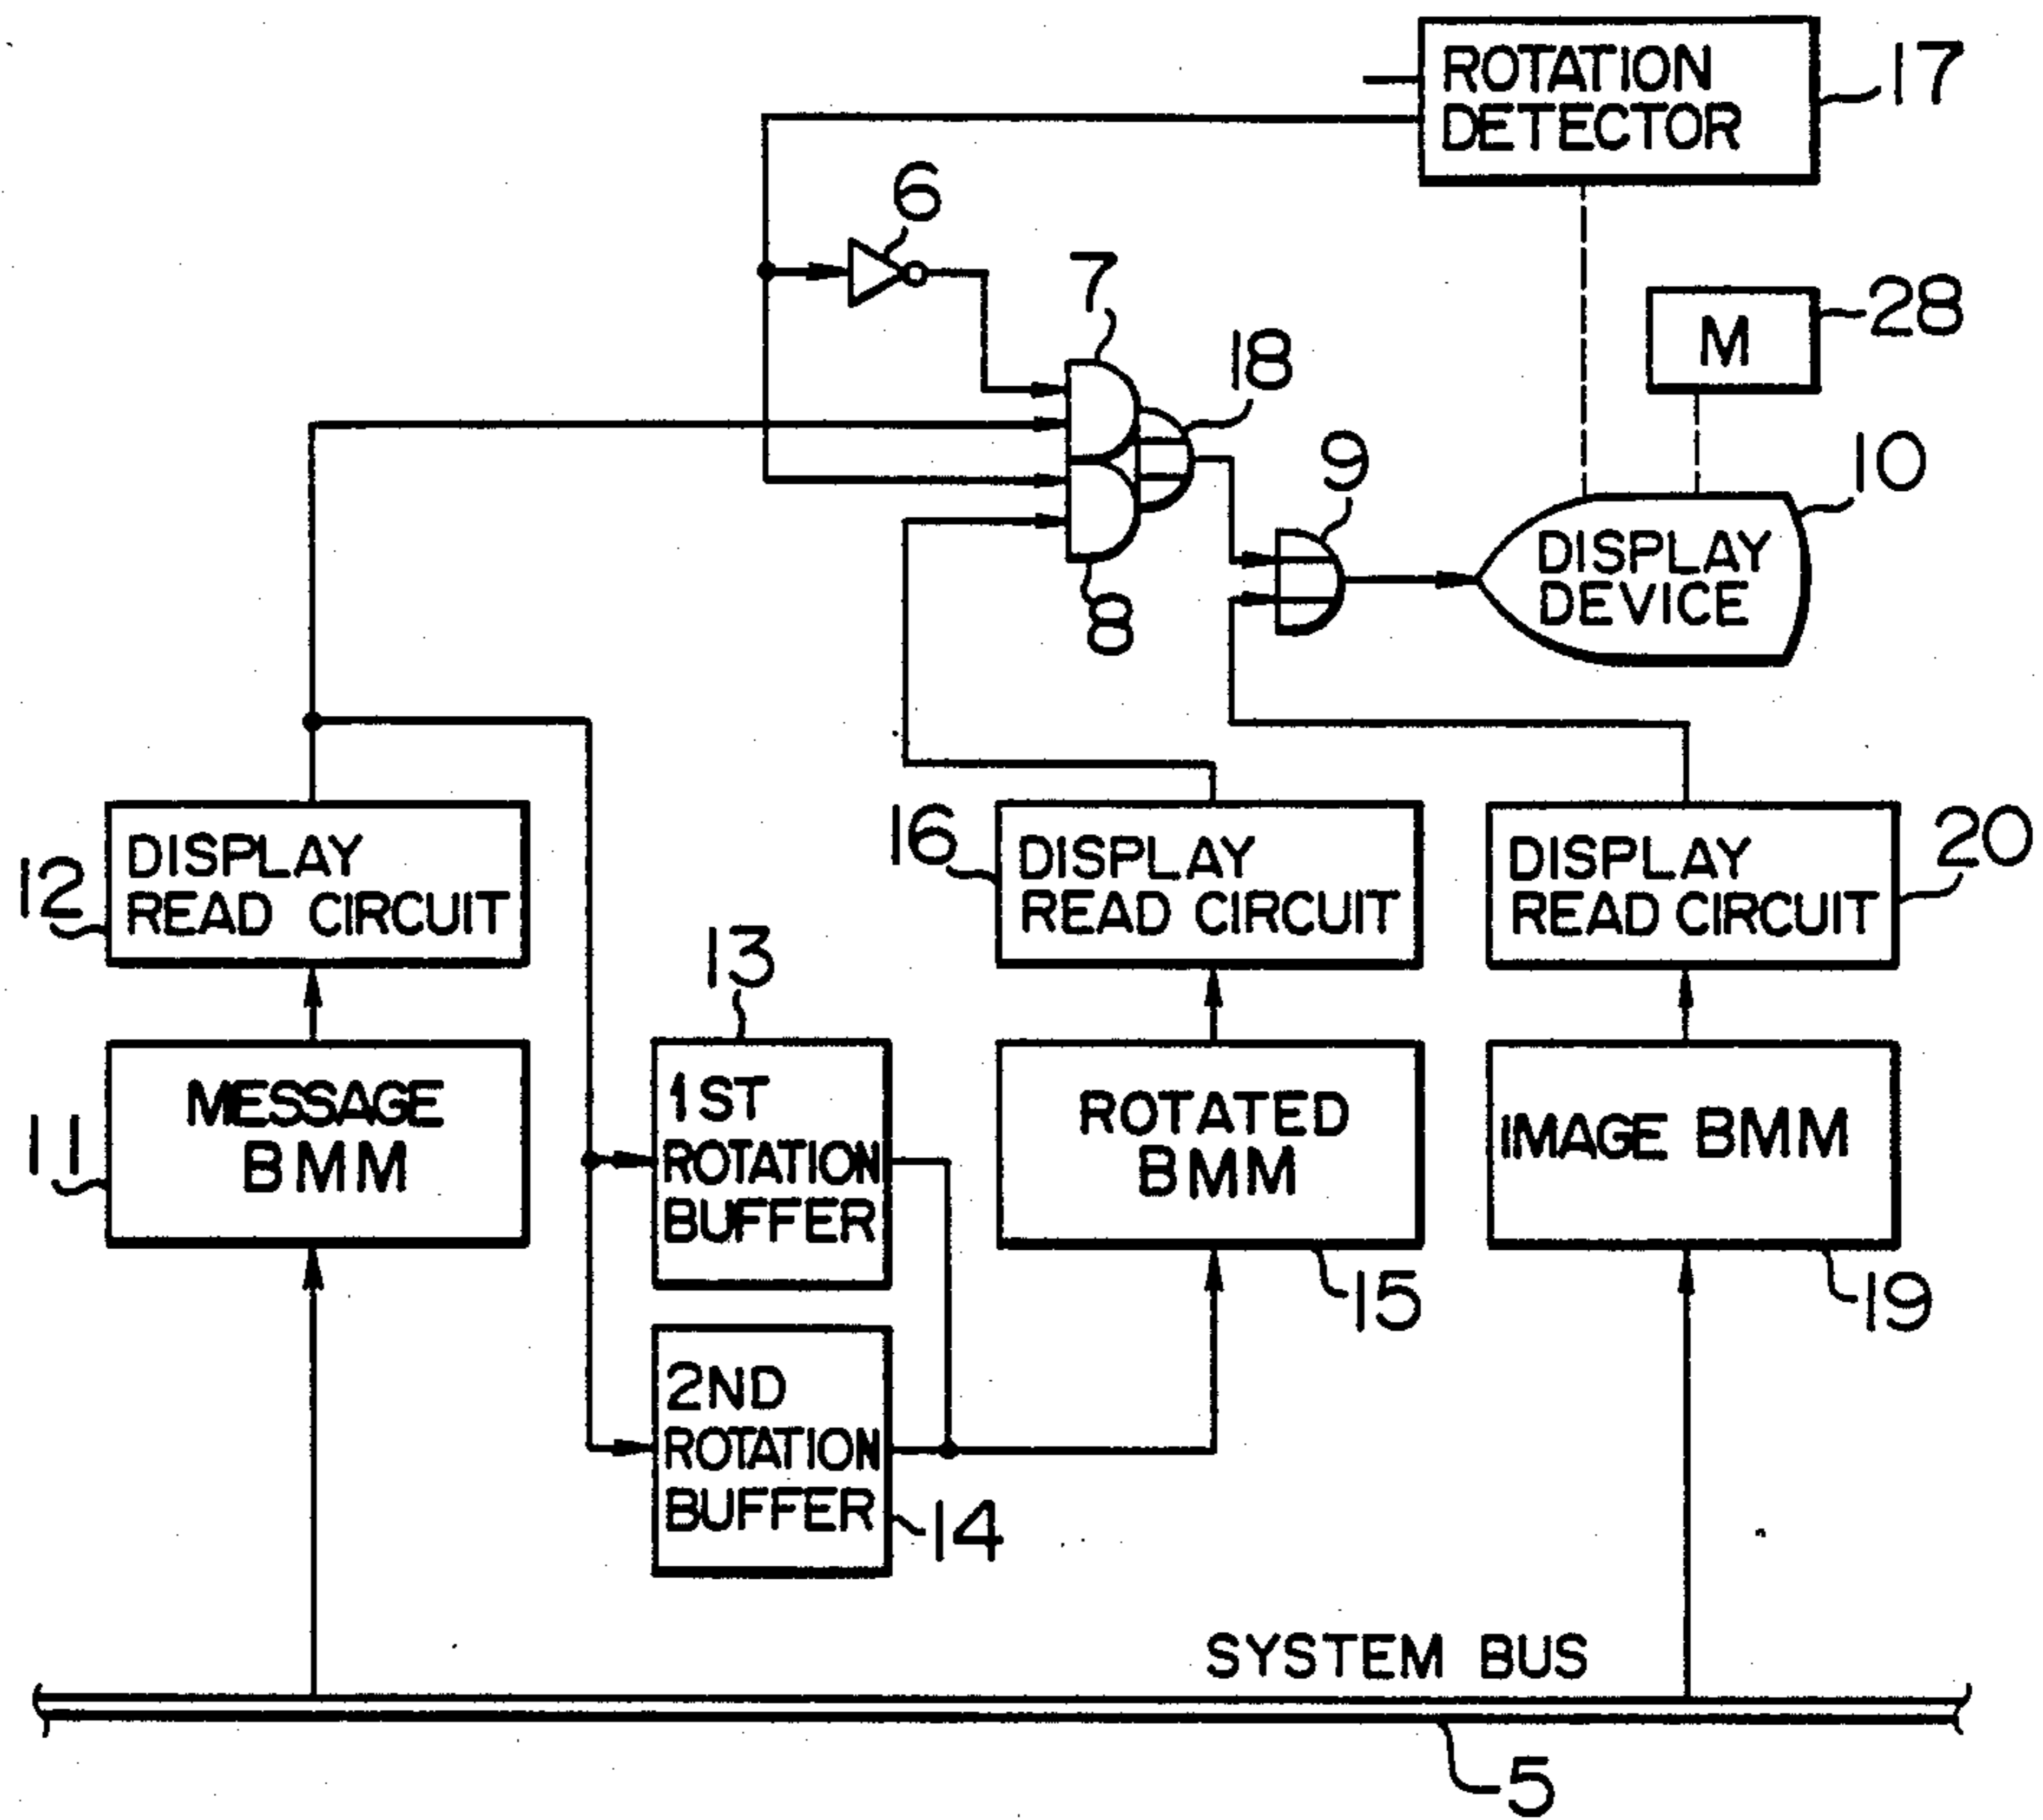 ROTATION
DETECTOR
17
6
7
18
M
28
9
10
DISPLAY
DEVICE
8
DISPLAY
READ CIRCUIT
12
16
DISPLAY
READ CIRCUIT
DISPLAY
READ CIRCUIT
20
13
MESSAGE
BMM
11
1ST
ROTATION
BUFFER
ROTATED
BMM
15
IMAGE BMM
19
2ND
ROTATION
BUFFER
14
SYSTEM BUS
5